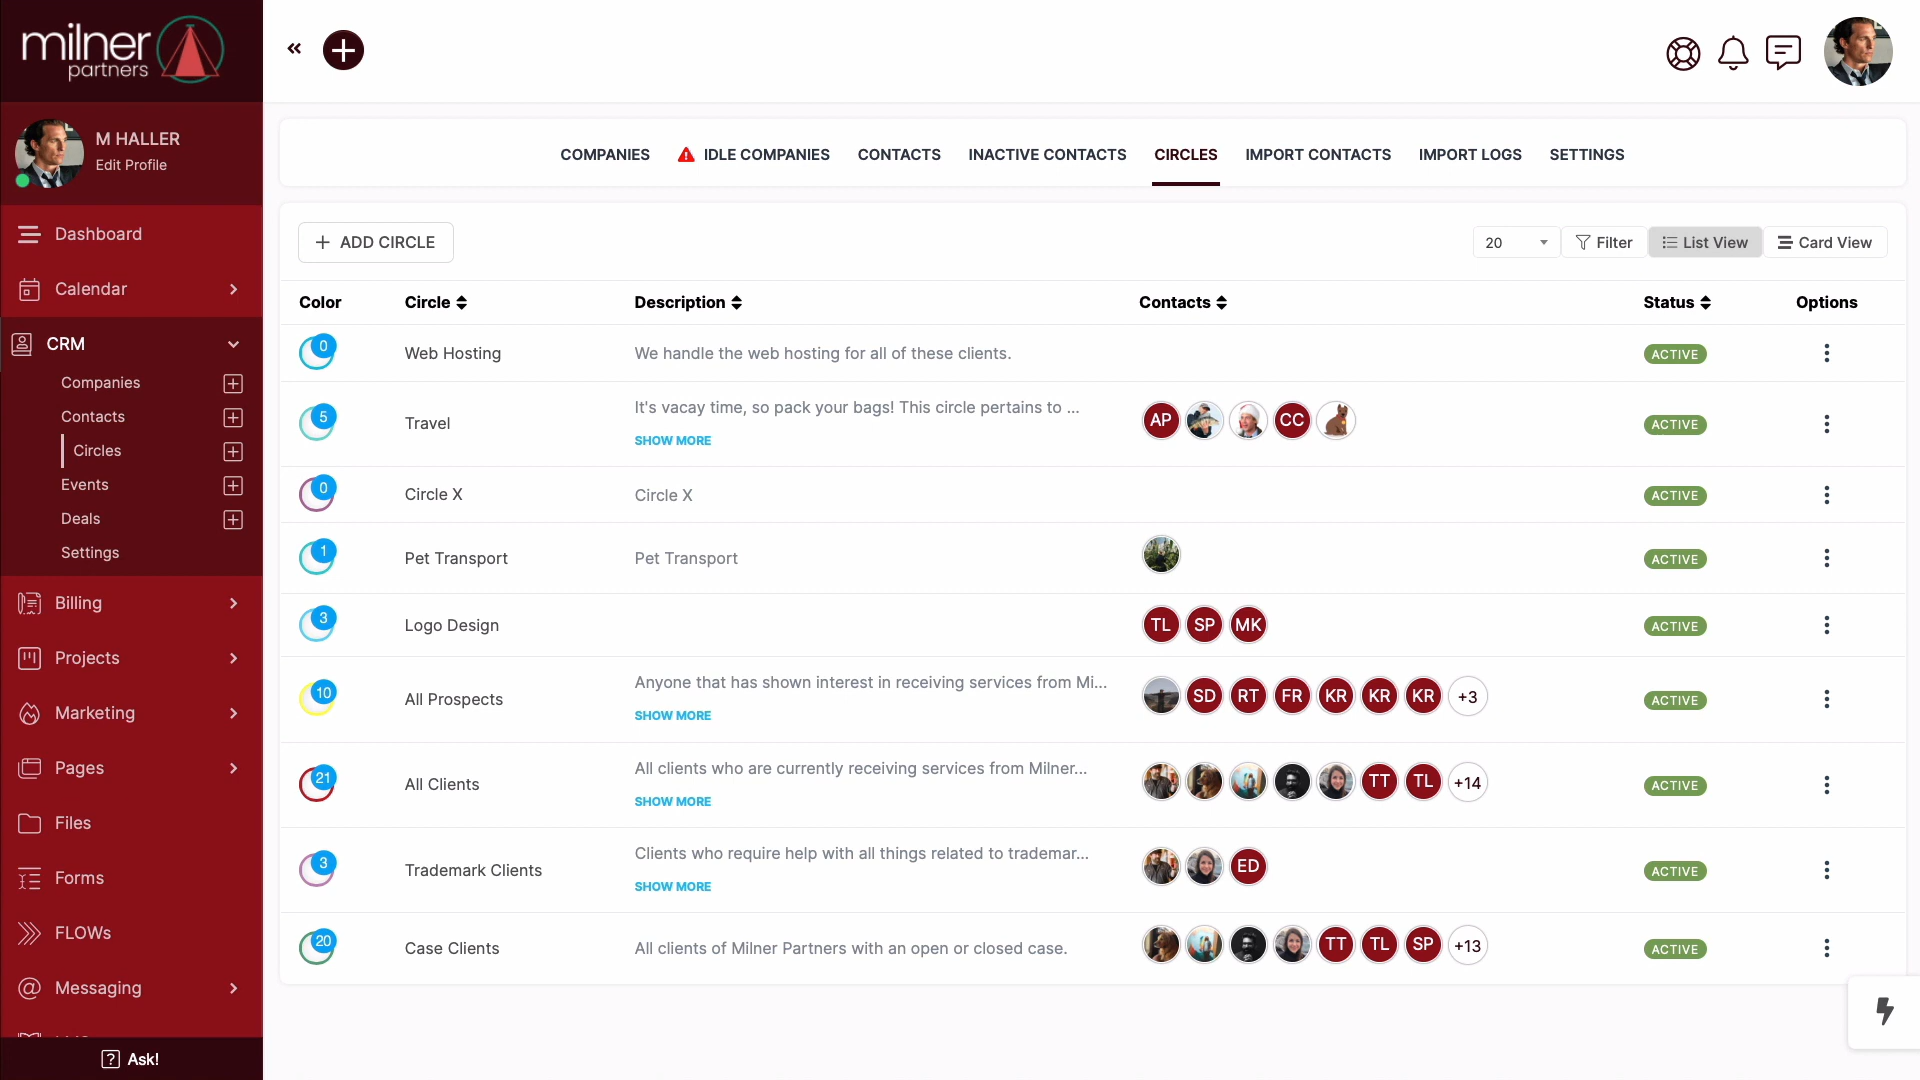 milner
partners
M HALLER
Edit Profile
Dashboard
Calendar
CRM
Companies
Contacts
Circles
Events
Deals
Settings
Billing
Projects
Marketing
Pages
Files
Forms
FLOWs
Messaging
? Ask!
COMPANIES IDLE COMPANIES CONTACTS INACTIVE CONTACTS CIRCLES IMPORT CONTACTS IMPORT LOGS SETTINGS
+ ADD CIRCLE 20 Filter List View Card View
Color Circle Description Contacts Status Options
0 Web Hosting We handle the web hosting for all of these clients. ACTIVE
5 Travel It's vacay time, so pack your bags! This circle pertains to ... AP CC ACTIVE
SHOW MORE
0 Circle X Circle X ACTIVE
1 Pet Transport Pet Transport ACTIVE
3 Logo Design TL SP MK ACTIVE
10 All Prospects Anyone that has shown interest in receiving services from Mi... SD RT FR KR KR KR +3 ACTIVE
SHOW MORE
21 All Clients All clients who are currently receiving services from Milner... TT TL +14 ACTIVE
SHOW MORE
3 Trademark Clients Clients who require help with all things related to trademar... ED ACTIVE
SHOW MORE
20 Case Clients All clients of Milner Partners with an open or closed case. TT TL SP +13 ACTIVE